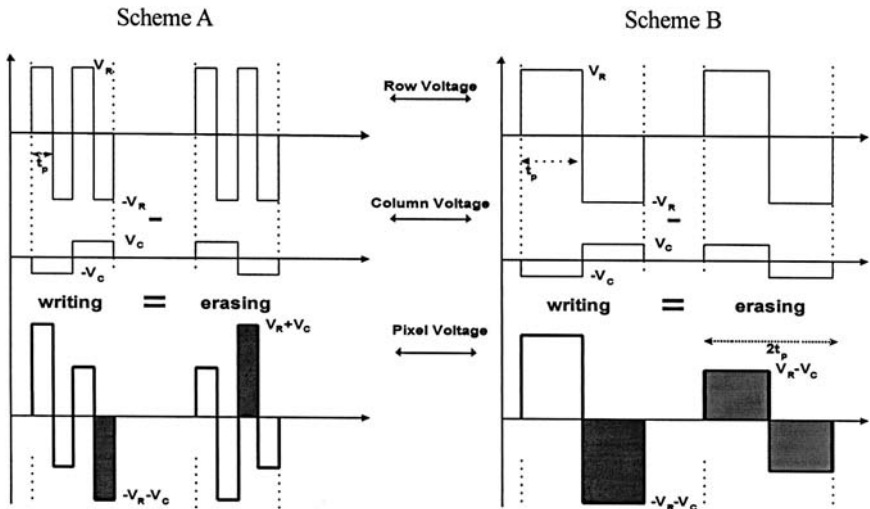 Scheme A
Scheme B
V_R
Row Voltage
V_R
t_p
t_p
-V_R
-V_R
Column Voltage
V_C
-V_C
V_C
-V_C
writing = erasing
writing = erasing
V_R+V_C
Pixel Voltage
2t_p
V_R-V_C
-V_R-V_C
-V_R-V_C